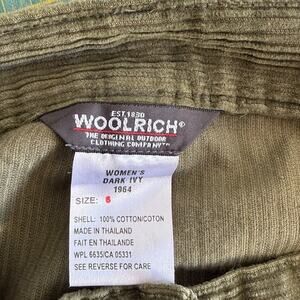 EST. 1830
WOOLRICH®
THE ORIGINAL OUTDOOR
CLOTHING COMPANY™
WOMEN'S
DARK IVY
1964
SIZE: 6
SHELL: 100% COTTON/COTON
MADE IN THAILAND
FAIT EN THAILANDE
WPL 6635/CA 05331
SEE REVERSE FOR CARE